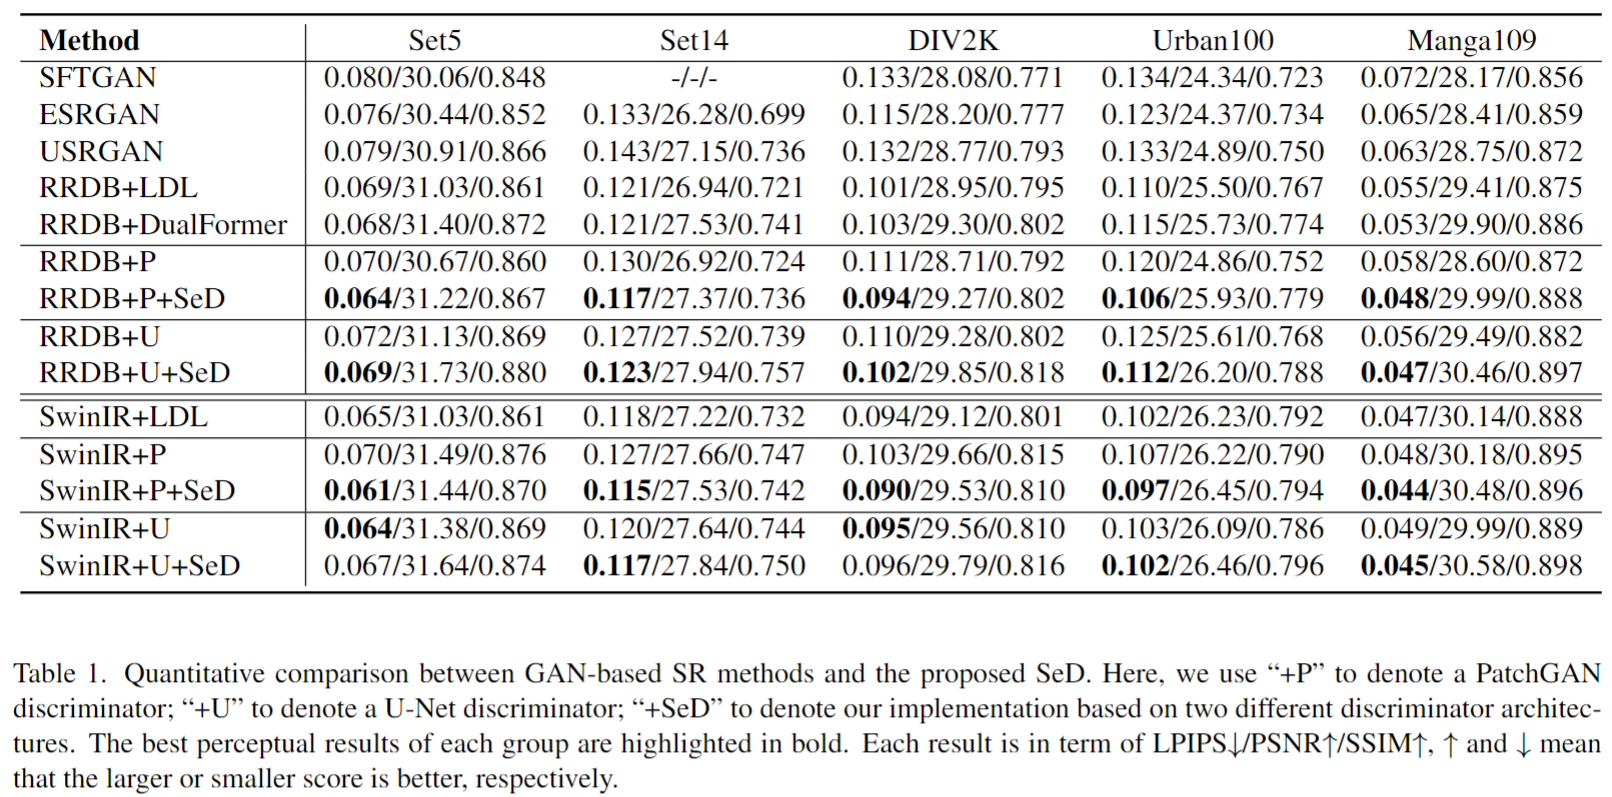 Method Set5 Set14 DIV2K Urban100 Manga109
SFTGAN 0.080/30.06/0.848 -/-/- 0.133/28.08/0.771 0.134/24.34/0.723 0.072/28.17/0.856
ESRGAN 0.076/30.44/0.852 0.133/26.28/0.699 0.115/28.20/0.777 0.123/24.37/0.734 0.065/28.41/0.859
USRGAN 0.079/30.91/0.866 0.143/27.15/0.736 0.132/28.77/0.793 0.133/24.89/0.750 0.063/28.75/0.872
RRDB+LDL 0.069/31.03/0.861 0.121/26.94/0.721 0.101/28.95/0.795 0.110/25.50/0.767 0.055/29.41/0.875
RRDB+DualFormer 0.068/31.40/0.872 0.121/27.53/0.741 0.103/29.30/0.802 0.115/25.73/0.774 0.053/29.90/0.886
RRDB+P 0.070/30.67/0.860 0.130/26.92/0.724 0.111/28.71/0.792 0.120/24.86/0.752 0.058/28.60/0.872
RRDB+P+SeD 0.064/31.22/0.867 0.117/27.37/0.736 0.094/29.27/0.802 0.106/25.93/0.779 0.048/29.99/0.888
RRDB+U 0.072/31.13/0.869 0.127/27.52/0.739 0.110/29.28/0.802 0.125/25.61/0.768 0.056/29.49/0.882
RRDB+U+SeD 0.069/31.73/0.880 0.123/27.94/0.757 0.102/29.85/0.818 0.112/26.20/0.788 0.047/30.46/0.897
SwinIR+LDL 0.065/31.03/0.861 0.118/27.22/0.732 0.094/29.12/0.801 0.102/26.23/0.792 0.047/30.14/0.888
SwinIR+P 0.070/31.49/0.876 0.127/27.66/0.747 0.103/29.66/0.815 0.107/26.22/0.790 0.048/30.18/0.895
SwinIR+P+SeD 0.061/31.44/0.870 0.115/27.53/0.742 0.090/29.53/0.810 0.097/26.45/0.794 0.044/30.48/0.896
SwinIR+U 0.064/31.38/0.869 0.120/27.64/0.744 0.095/29.56/0.810 0.103/26.09/0.786 0.049/29.99/0.889
SwinIR+U+SeD 0.067/31.64/0.874 0.117/27.84/0.750 0.096/29.79/0.816 0.102/26.46/0.796 0.045/30.58/0.898
Table 1. Quantitative comparison between GAN-based SR methods and the proposed SeD. Here, we use “+P” to denote a PatchGAN
discriminator; “+U” to denote a U-Net discriminator; “+SeD” to denote our implementation based on two different discriminator architec-
tures. The best perceptual results of each group are highlighted in bold. Each result is in term of LPIPS↓/PSNR↑/SSIM↑, ↑ and ↓ mean
that the larger or smaller score is better, respectively.